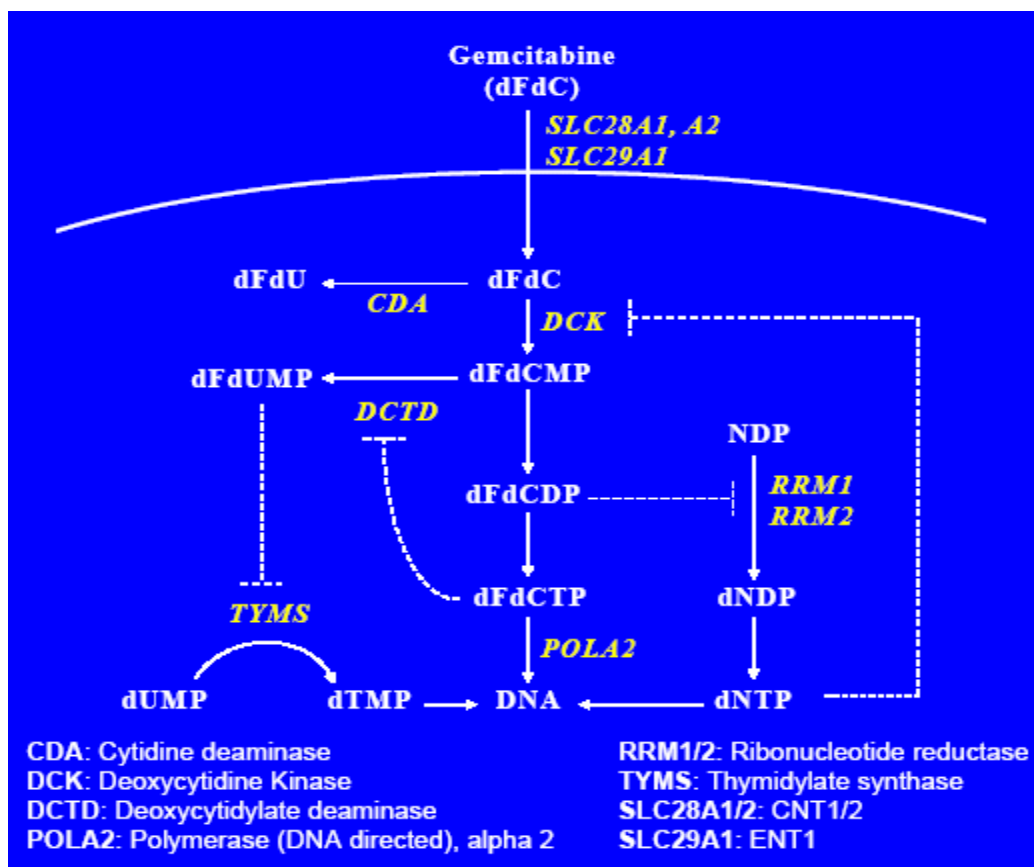 Gemcitabine
(dFdC)
SLC28A1, A2
SLC29A1
dFdU
CDA
dFdC
DCK
dFdUMP
dFdCMP
DCTD
NDP
dFdCDP
RRM1
RRM2
dFdCTP
dNDP
TYMS
POLA2
dUMP
dTMP
DNA
dNTP
CDA: Cytidine deaminase
DCK: Deoxycytidine Kinase
DCTD: Deoxycytidylate deaminase
POLA2: Polymerase (DNA directed), alpha 2
RRM1/2: Ribonucleotide reductase
TYMS: Thymidylate synthase
SLC28A1/2: CNT1/2
SLC29A1: ENT1